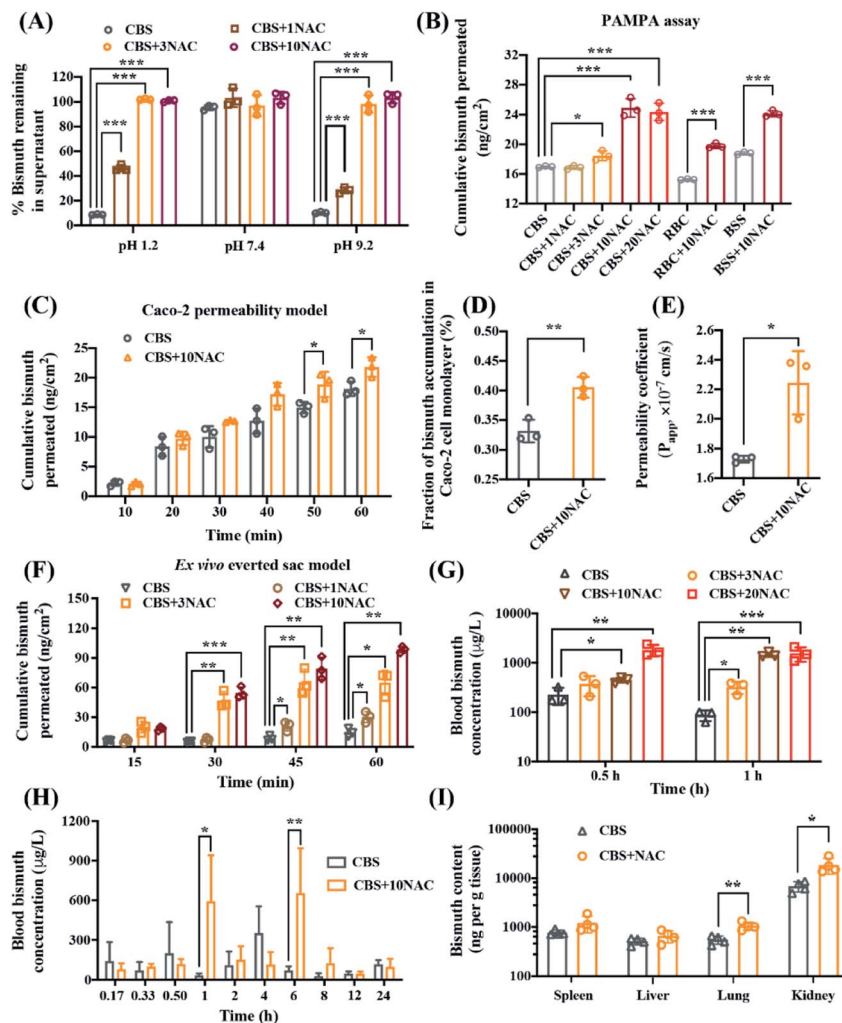 (A)
CBS
CBS+1NAC
CBS+3NAC
CBS+10NAC
% Bismuth remaining
in supernatant
120
100
80
60
40
20
0
***
***
***
***
***
***
pH 1.2
pH 7.4
pH 9.2
(B)
PAMPA assay
Cumulative bismuth permeated
(ng/cm²)
28
24
20
16
12
***
***
*
***
***
CBS
CBS+1NAC
CBS+3NAC
CBS+10NAC
CBS+20NAC
RBC
RBC+10NAC
BSS
BSS+10NAC
(C)
Caco-2 permeability model
CBS
CBS+10NAC
Cumulative bismuth
permeated (ng/cm²)
30
25
20
15
10
5
0
*
*
10
20
30
40
50
60
Time (min)
(D)
Fraction of bismuth accumulation in
Caco-2 cell monolayer (%)
0.50
0.45
0.40
0.35
0.30
0.25
**
CBS
CBS+10NAC
(E)
Permeability coefficient
(Papp, ×10⁻⁷ cm/s)
2.6
2.4
2.2
2.0
1.8
1.6
*
CBS
CBS+10NAC
(F)
Ex vivo everted sac model
CBS
CBS+1NAC
CBS+3NAC
CBS+10NAC
Cumulative bismuth
permeated (ng/cm²)
150
120
90
60
30
0
***
**
**
**
*
**
*
*
15
30
45
60
Time (min)
(G)
CBS
CBS+3NAC
CBS+10NAC
CBS+20NAC
Blood bismuth
concentration (μg/L)
10000
1000
100
10
**
*
***
**
*
0.5 h
1 h
Time (h)
(H)
Blood bismuth
concentration (μg/L)
1200
900
600
300
0
*
**
CBS
CBS+10NAC
0.17
0.33
0.50
1
2
4
6
8
12
24
Time (h)
(I)
CBS
CBS+NAC
Bismuth content
(ng per g tissue)
100000
10000
1000
100
**
*
Spleen
Liver
Lung
Kidney